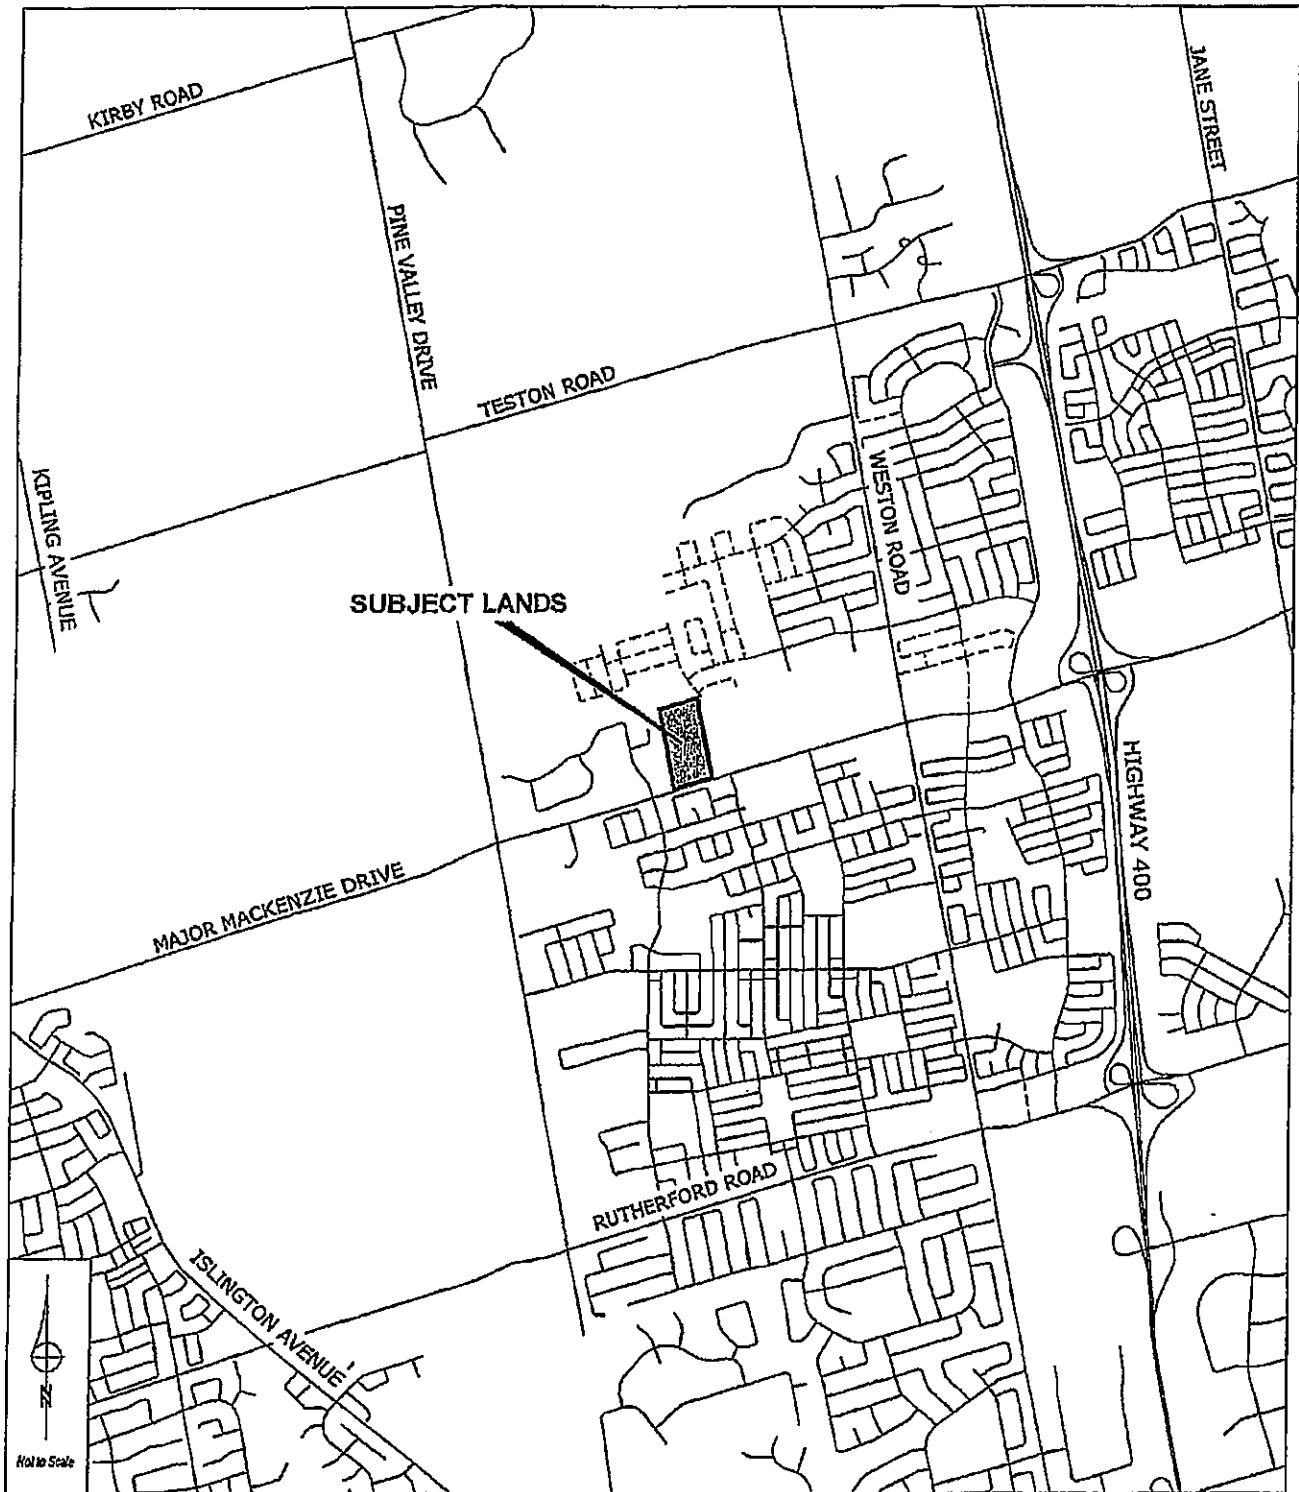 KIRBY ROAD
JANE STREET
PINE VALLEY DRIVE
TESTON ROAD
KIPLING AVENUE
WESTON ROAD
SUBJECT LANDS
HIGHWAY 400
MAJOR MACKENZIE DRIVE
RUTHERFORD ROAD
ISLINGTON AVENUE
N
Not to Scale